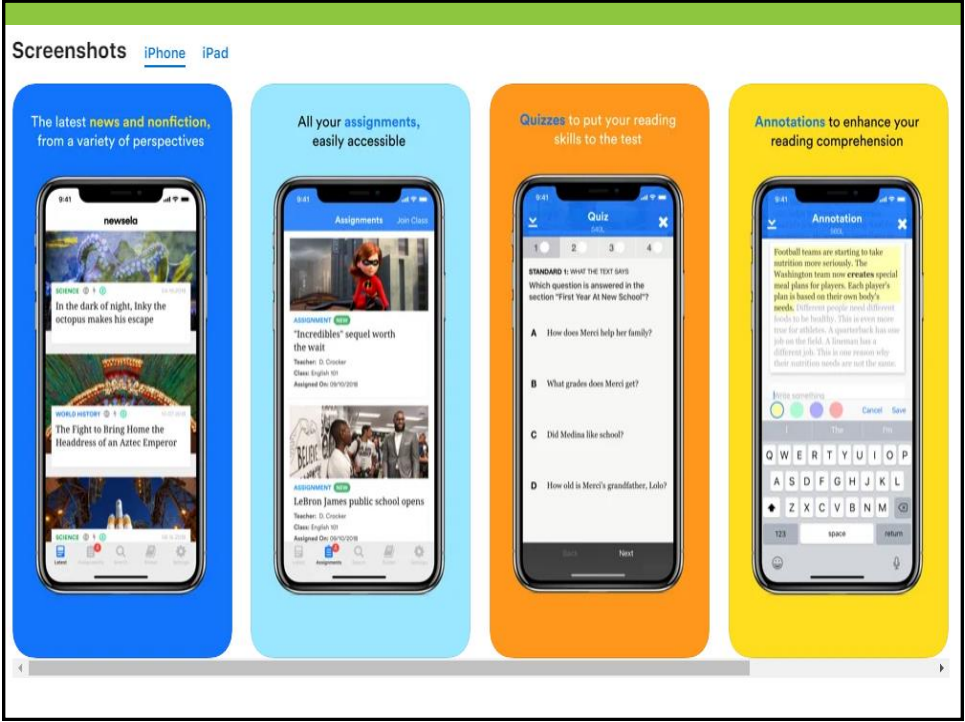 Screenshots iPhone iPad
The latest news and nonfiction,
from a variety of perspectives
9:41
newsela
SCIENCE
In the dark of night, Inky the
octopus makes his escape
WORLD HISTORY
The Fight to Bring Home the
Headdress of an Aztec Emperor
SCIENCE
Latest Assignments Search
All your assignments,
easily accessible
9:41
Assignments Join Class
ASSIGNMENT NEW
"Incredibles" sequel worth
the wait
Teacher: D. Crocker
Class: English 101
Assigned On: 09/10/2018
BELIEVE
ASSIGNMENT NEW
LeBron James public school opens
Teacher: D. Crocker
Class: English 101
Assigned On: 09/10/2018
Assignments
Quizzes to put your reading
skills to the test
9:41
Quiz
540L
1 2 3 4
STANDARD 1: WHAT THE TEXT SAYS
Which question is answered in the
section "First Year At New School"?
A How does Merci help her family?
B What grades does Merci get?
C Did Medina like school?
D How old is Merci's grandfather, Lolo?
Back Next
Annotations to enhance your
reading comprehension
9:41
Annotation
Football teams are starting to take
nutrition more seriously. The
Washington team now creates special
meal plans for players. Each player's
plan is based on their own body's
needs. Different people need different
foods to be healthy. This is even more
true for athletes. A quarterback has one
job on the field. A lineman has a
different job. This is one reason why
their nutrition needs are not the same.
Write something
Cancel Save
I The I'm
Q W E R T Y U I O P
A S D F G H J K L
Z X C V B N M
123 space return